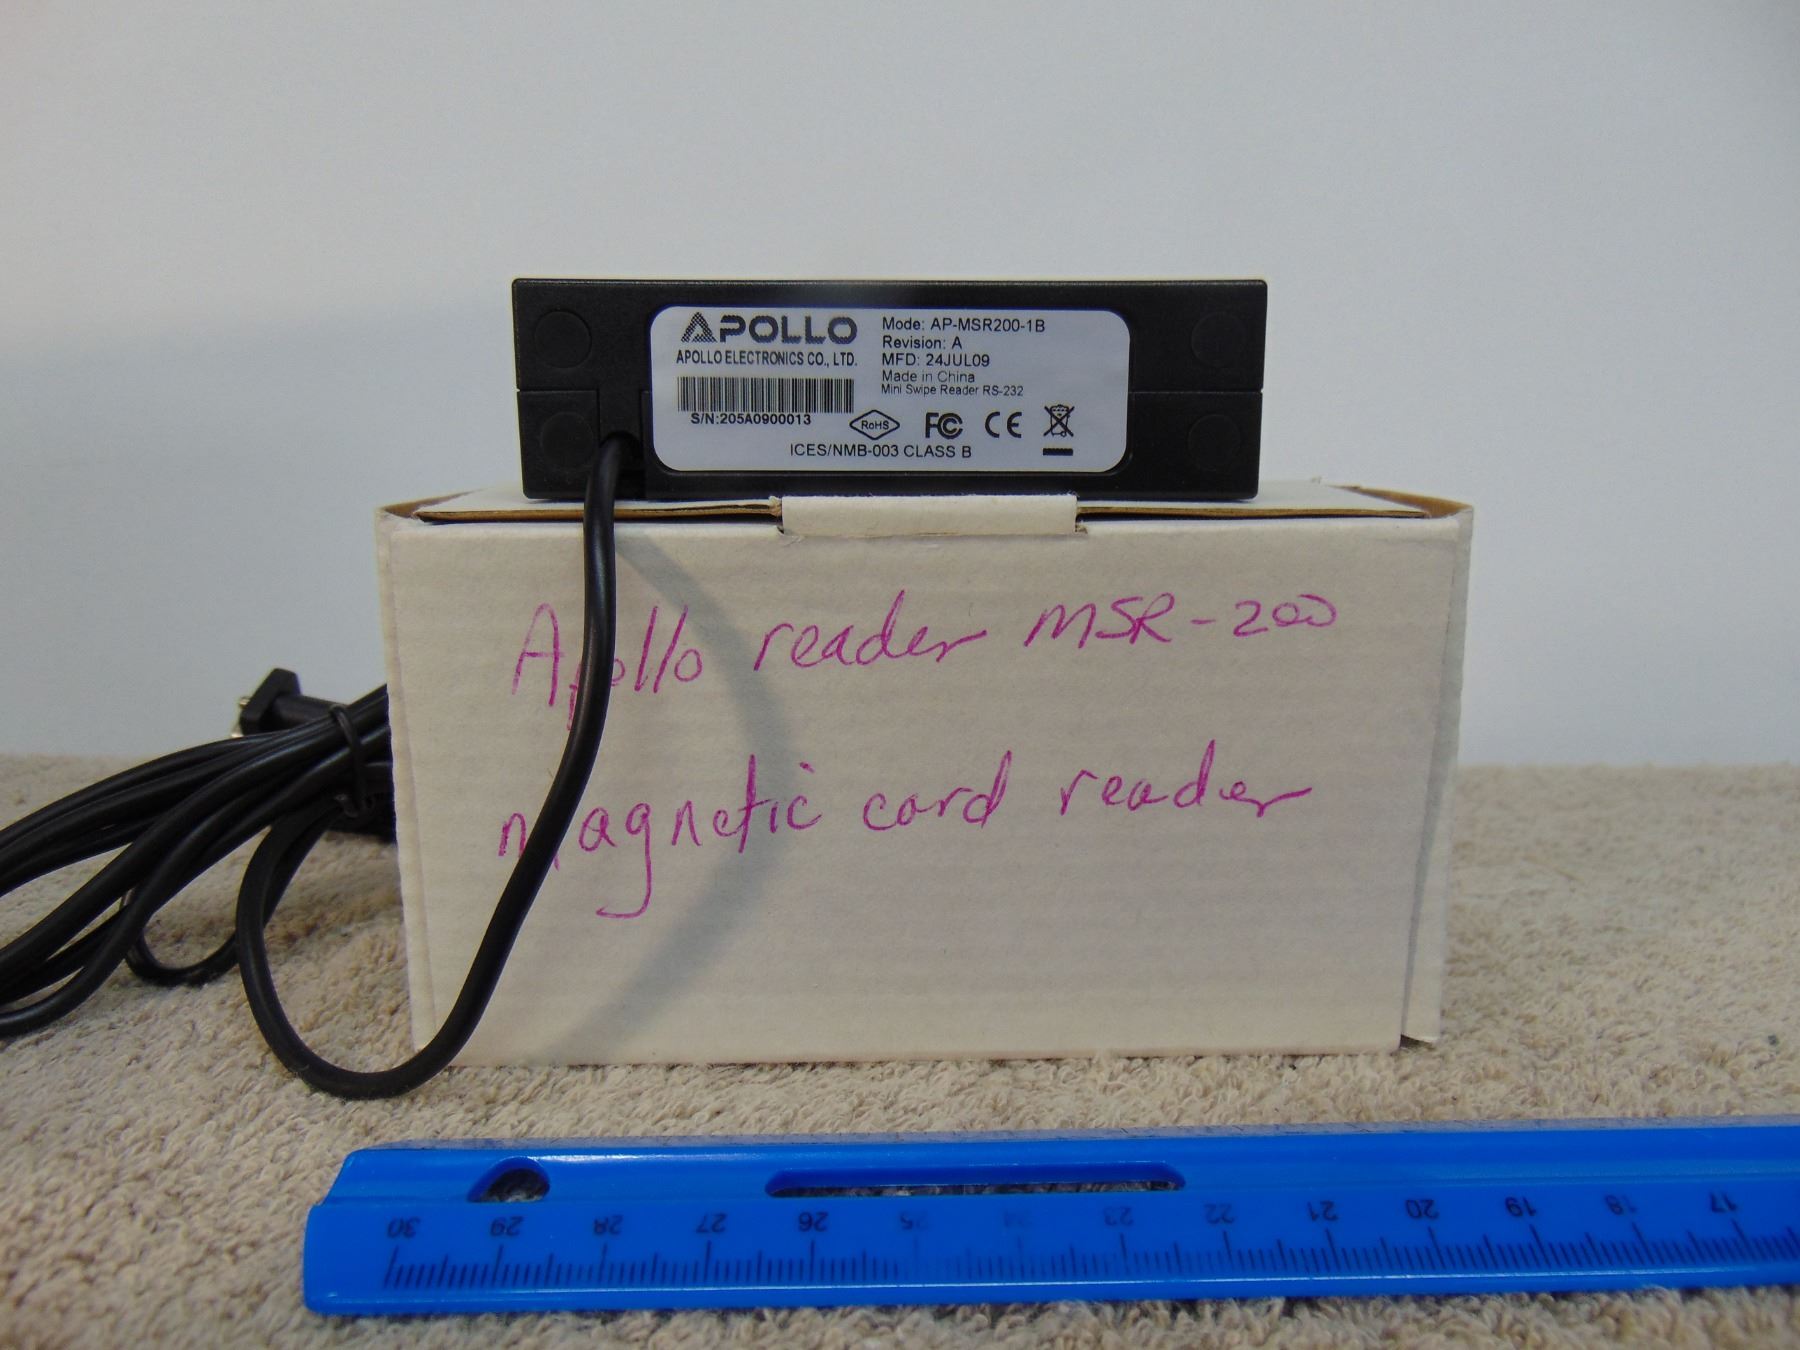 APOLLO
APOLLO ELECTRONICS CO., LTD.
S/N:205A0900013
Mode: AP-MSR200-1B
Revision: A
MFD: 24JUL09
Made in China
Mini Swipe Reader RS-232
RoHS FC CE
ICES/NMB-003 CLASS B
Apollo reader MSR-200
magnetic card reader
30 29 28 27 26 25 24 23 22 21 20 19 18 17